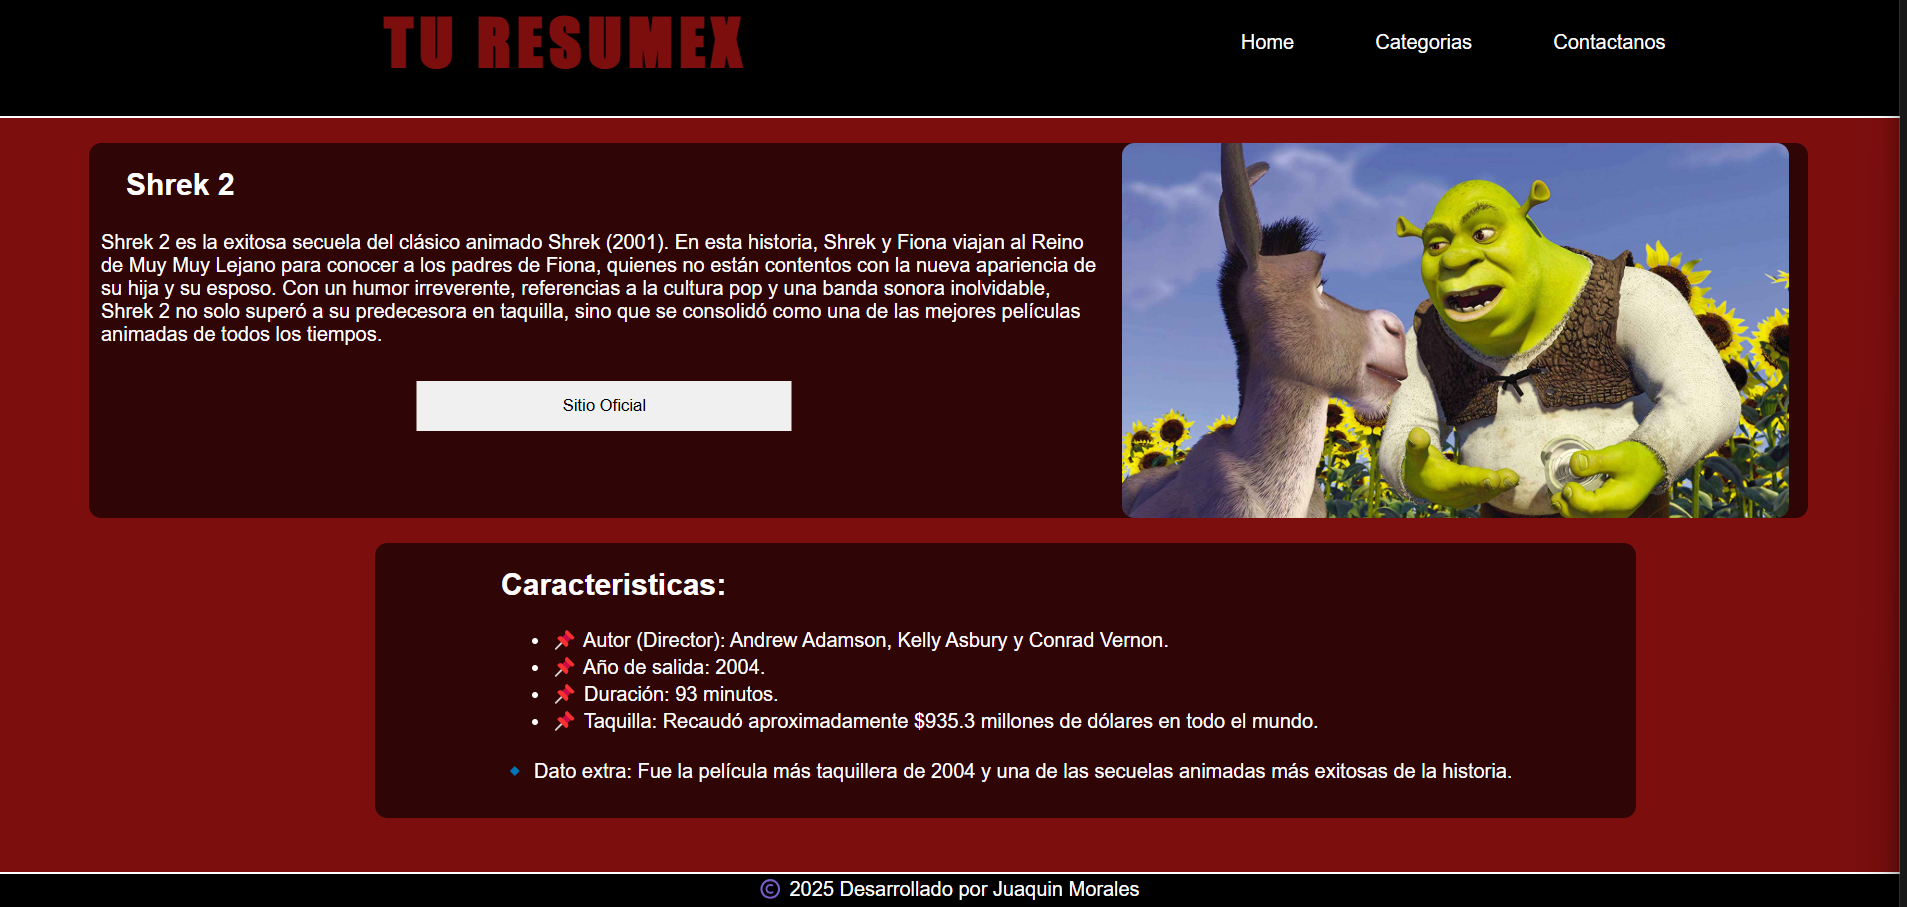 TU RESUMEX
Home
Categorias
Contactanos
Shrek 2
Shrek 2 es la exitosa secuela del clásico animado Shrek (2001). En esta historia, Shrek y Fiona viajan al Reino
de Muy Muy Lejano para conocer a los padres de Fiona, quienes no están contentos con la nueva apariencia de
su hija y su esposo. Con un humor irreverente, referencias a la cultura pop y una banda sonora inolvidable,
Shrek 2 no solo superó a su predecesora en taquilla, sino que se consolidó como una de las mejores películas
animadas de todos los tiempos.
Sitio Oficial
Caracteristicas:
• 📌 Autor (Director): Andrew Adamson, Kelly Asbury y Conrad Vernon.
• 📌 Año de salida: 2004.
• 📌 Duración: 93 minutos.
• 📌 Taquilla: Recaudó aproximadamente $935.3 millones de dólares en todo el mundo.
🔹 Dato extra: Fue la película más taquillera de 2004 y una de las secuelas animadas más exitosas de la historia.
© 2025 Desarrollado por Juaquin Morales